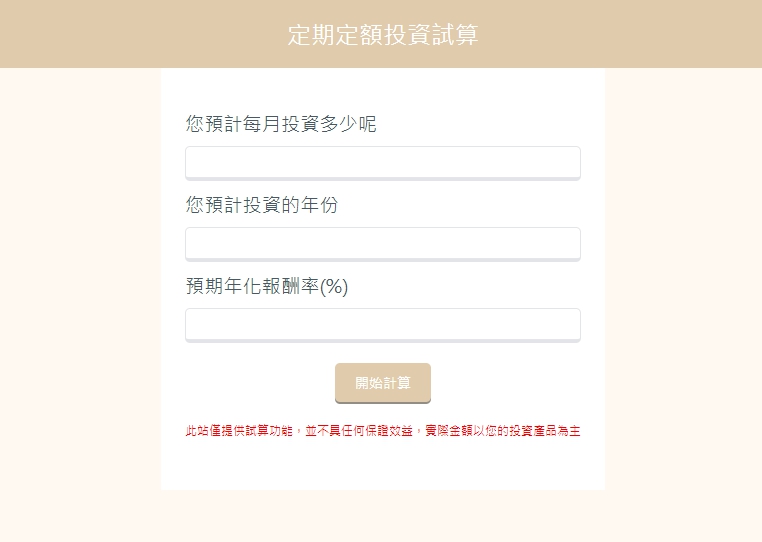 定期定額投資試算
您預計每月投資多少呢
您預計投資的年份
預期年化報酬率(%)
開始計算
此站僅提供試算功能，並不具任何保證效益，實際金額以您的投資產品為主